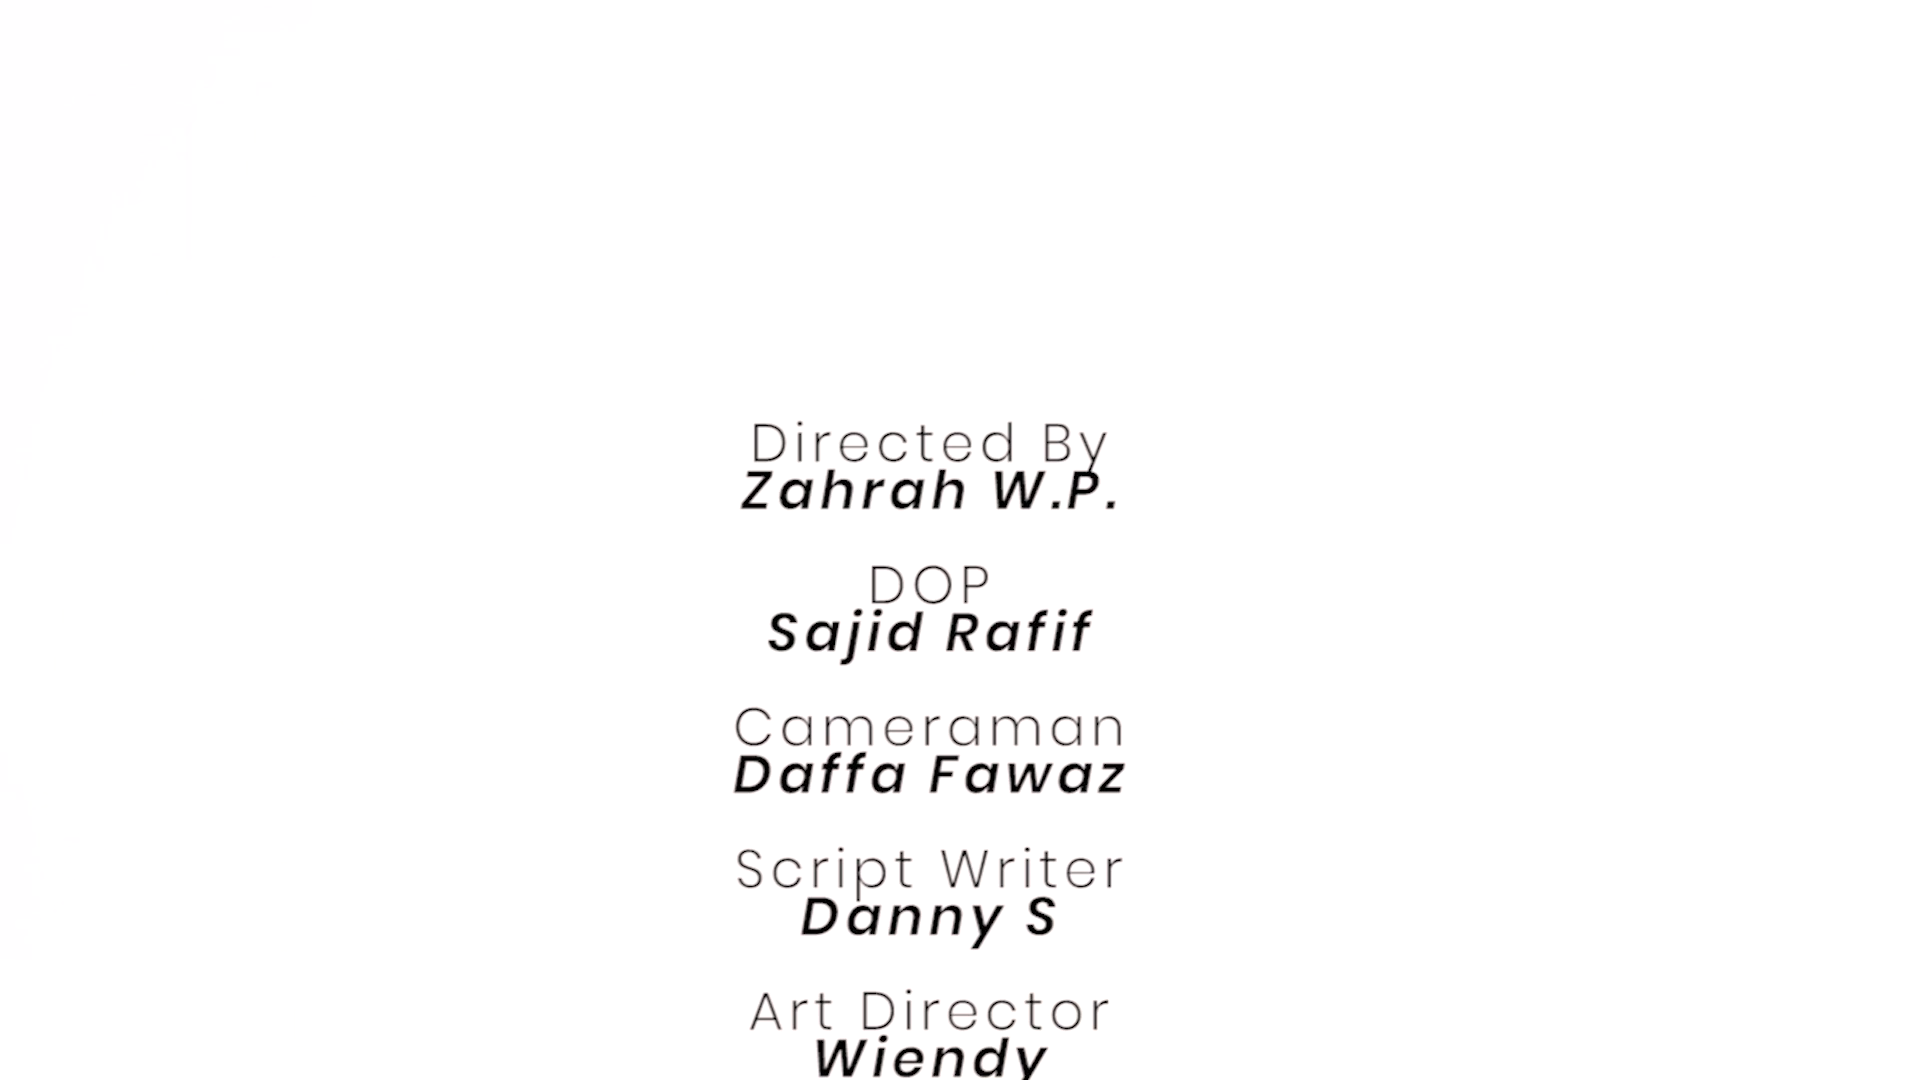 Directed By
Zahrah W.P.
DOP
Sajid Rafif
Cameraman
Daffa Fawaz
Script Writer
Danny S
Art Director
Wiendy